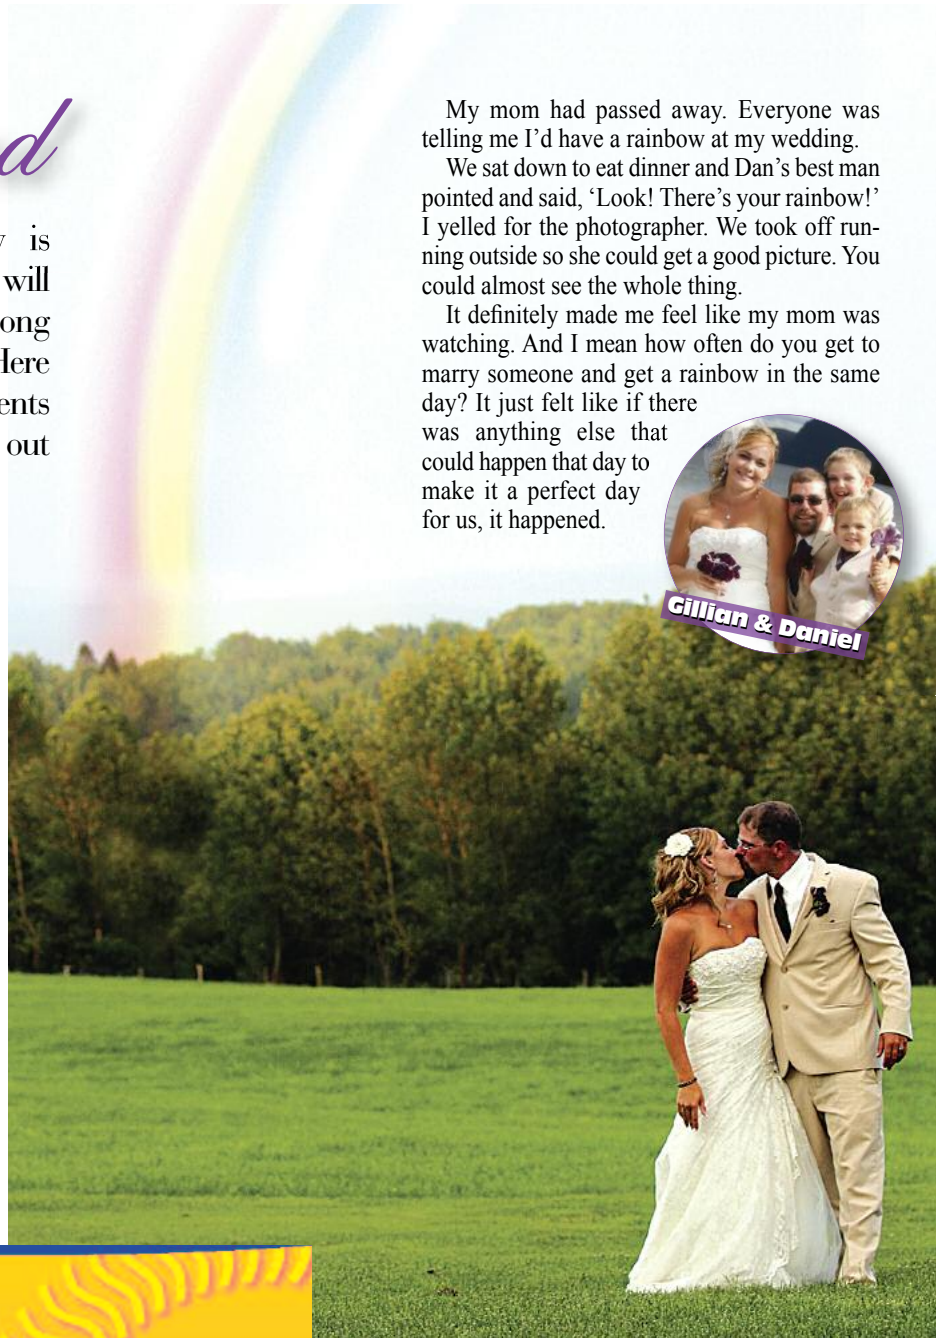 d
is
will
ong
Here
ents
out
My mom had passed away. Everyone was
telling me I’d have a rainbow at my wedding.
We sat down to eat dinner and Dan’s best man
pointed and said, ‘Look! There’s your rainbow!’
I yelled for the photographer. We took off run-
ning outside so she could get a good picture. You
could almost see the whole thing.
It definitely made me feel like my mom was
watching. And I mean how often do you get to
marry someone and get a rainbow in the same
day? It just felt like if there
was anything else that
could happen that day to
make it a perfect day
for us, it happened.
Gillian & Daniel